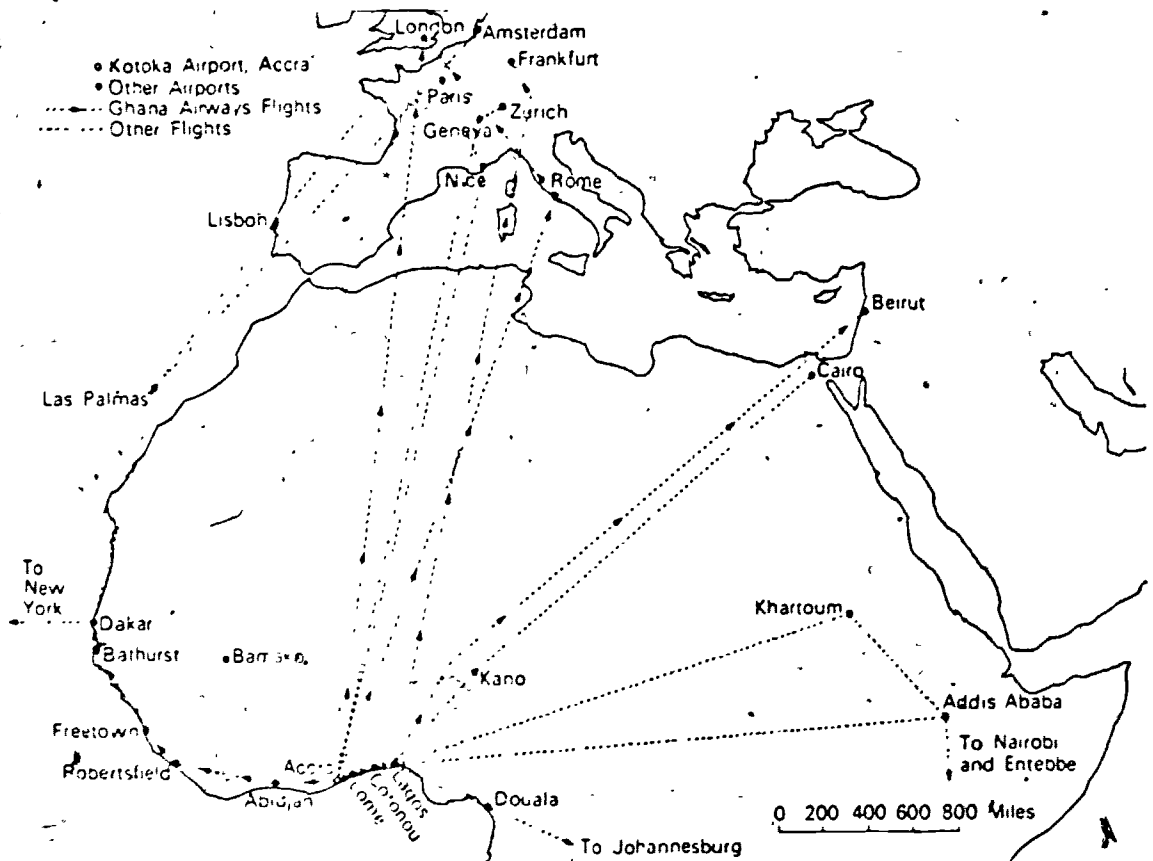 London
Amsterdam
Frankfurt
Kotoka Airport, Accra
Other Airports
Ghana Airways Flights
Other Flights
Paris
Zurich
Geneva
Nice
Rome
Lisbon
Beirut
Cairo
Las Palmas
To
New
York
Dakar
Bathurst
Khartoum
Kano
Addis Ababa
Freetown
To Nairobi
and Entebbe
Robertsfield
Abidjan
Lome
Cotonou
Lagos
Douala
0 200 400 600 800 Miles
To Johannesburg